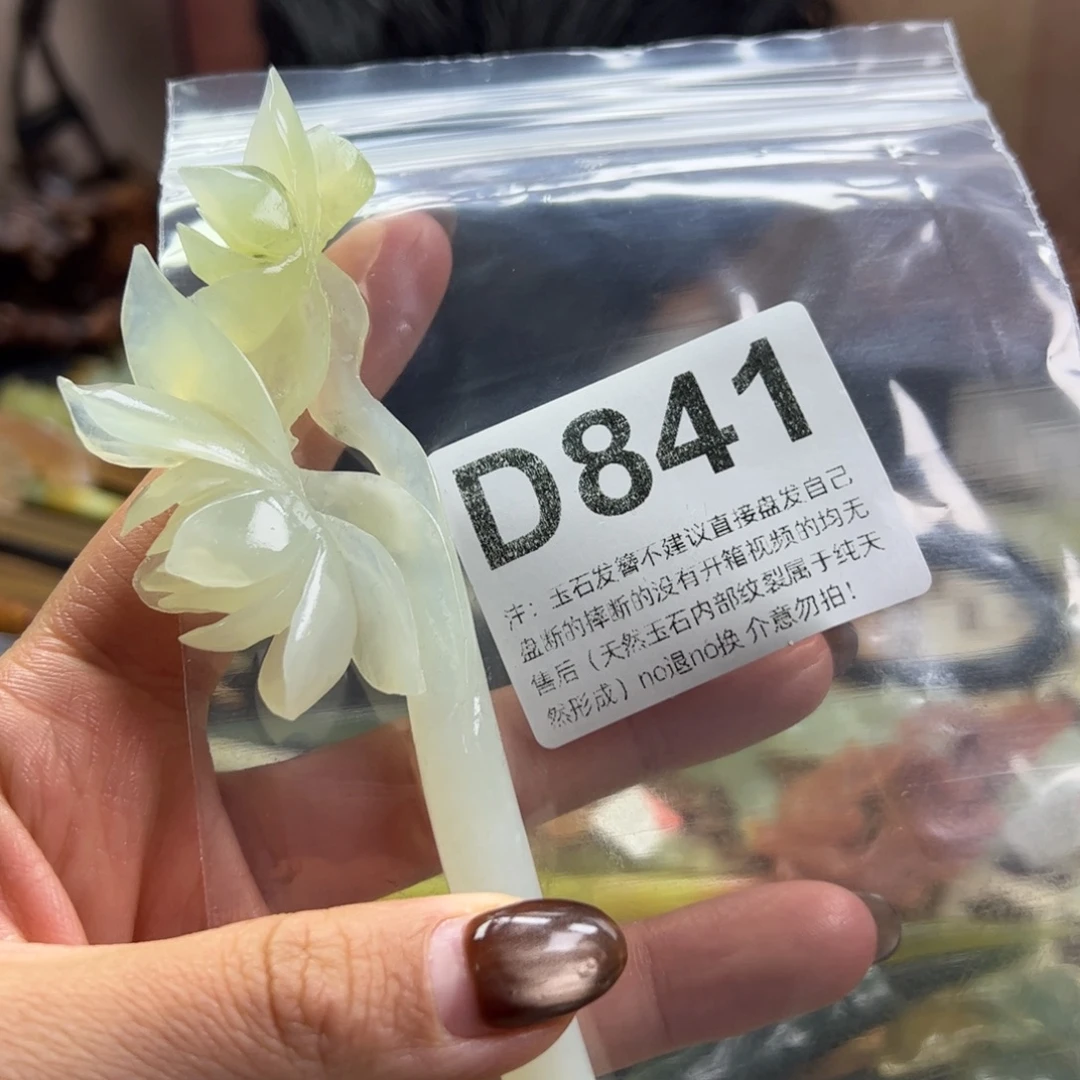 D841
注：玉石发簪不建议直接盘发自己
盘断的摔断的没有开箱视频的均无
售后（天然玉石内部纹裂属于纯天
然形成）no退no换 介意勿拍！